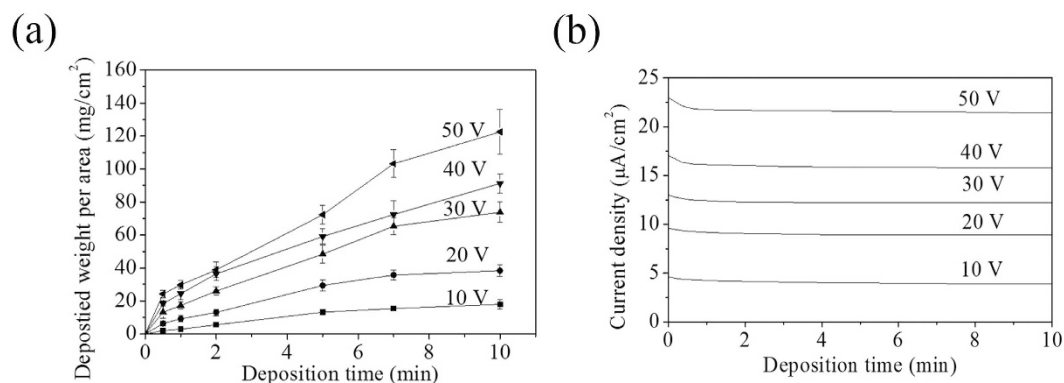 (a)
Depostied weight per area (mg/cm²)
160
140
120
100
80
60
40
20
0
50 V
40 V
30 V
20 V
10 V
0 2 4 6 8 10
Deposition time (min)
(b)
Current density (μA/cm²)
25
20
15
10
5
0
50 V
40 V
30 V
20 V
10 V
0 2 4 6 8 10
Deposition time (min)